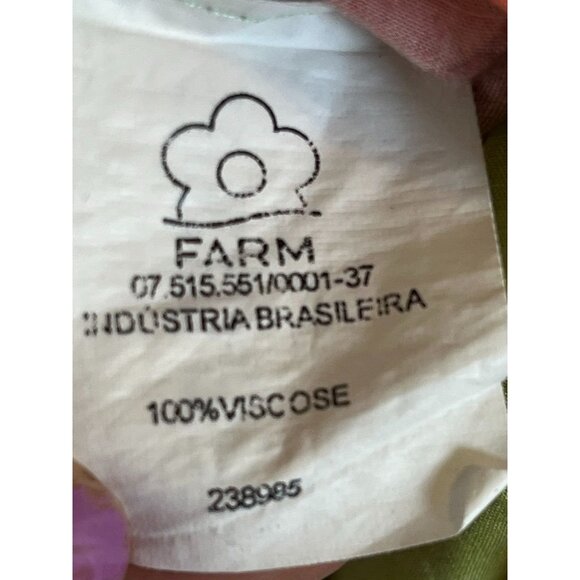 FARM
07.515.551/0001-37
INDÚSTRIA BRASILEIRA
100% VISCOSE
238985